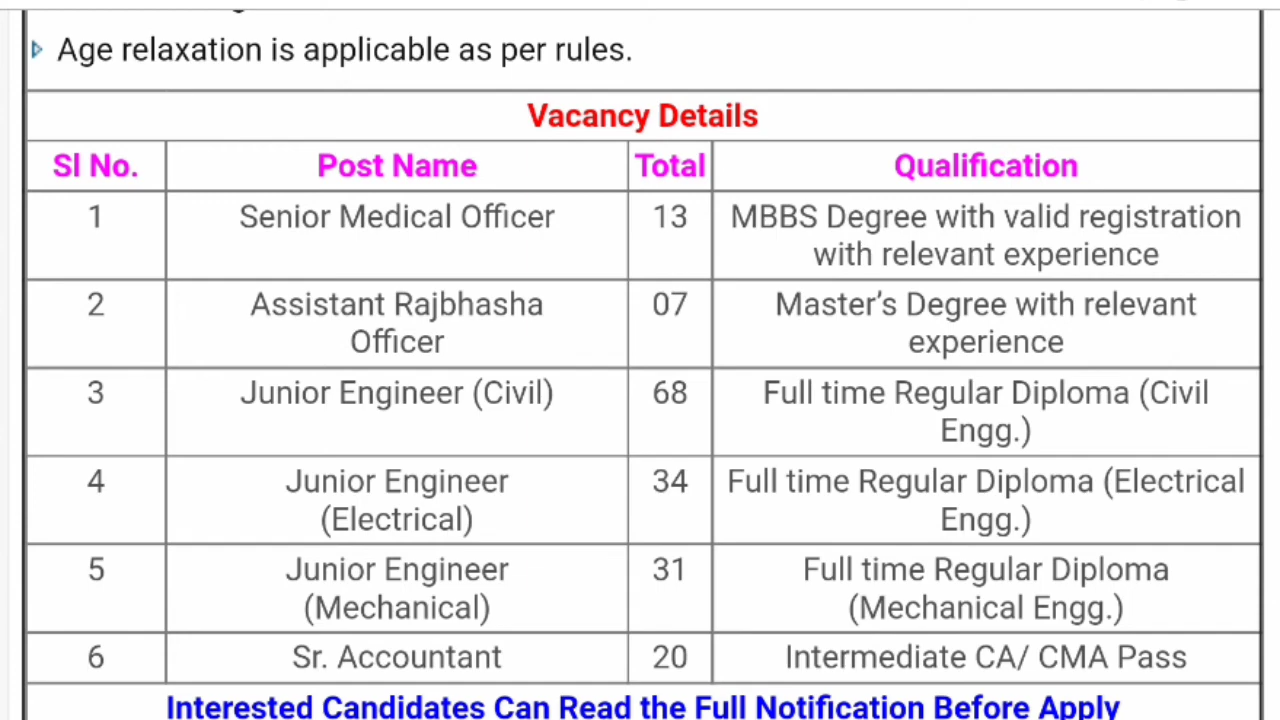 Age relaxation is applicable as per rules.
Vacancy Details
Sl No. Post Name Total Qualification
1 Senior Medical Officer 13 MBBS Degree with valid registration
with relevant experience
2 Assistant Rajbhasha 07 Master’s Degree with relevant
Officer experience
3 Junior Engineer (Civil) 68 Full time Regular Diploma (Civil
Engg.)
4 Junior Engineer 34 Full time Regular Diploma (Electrical
(Electrical) Engg.)
5 Junior Engineer 31 Full time Regular Diploma
(Mechanical) (Mechanical Engg.)
6 Sr. Accountant 20 Intermediate CA/ CMA Pass
Interested Candidates Can Read the Full Notification Before Apply